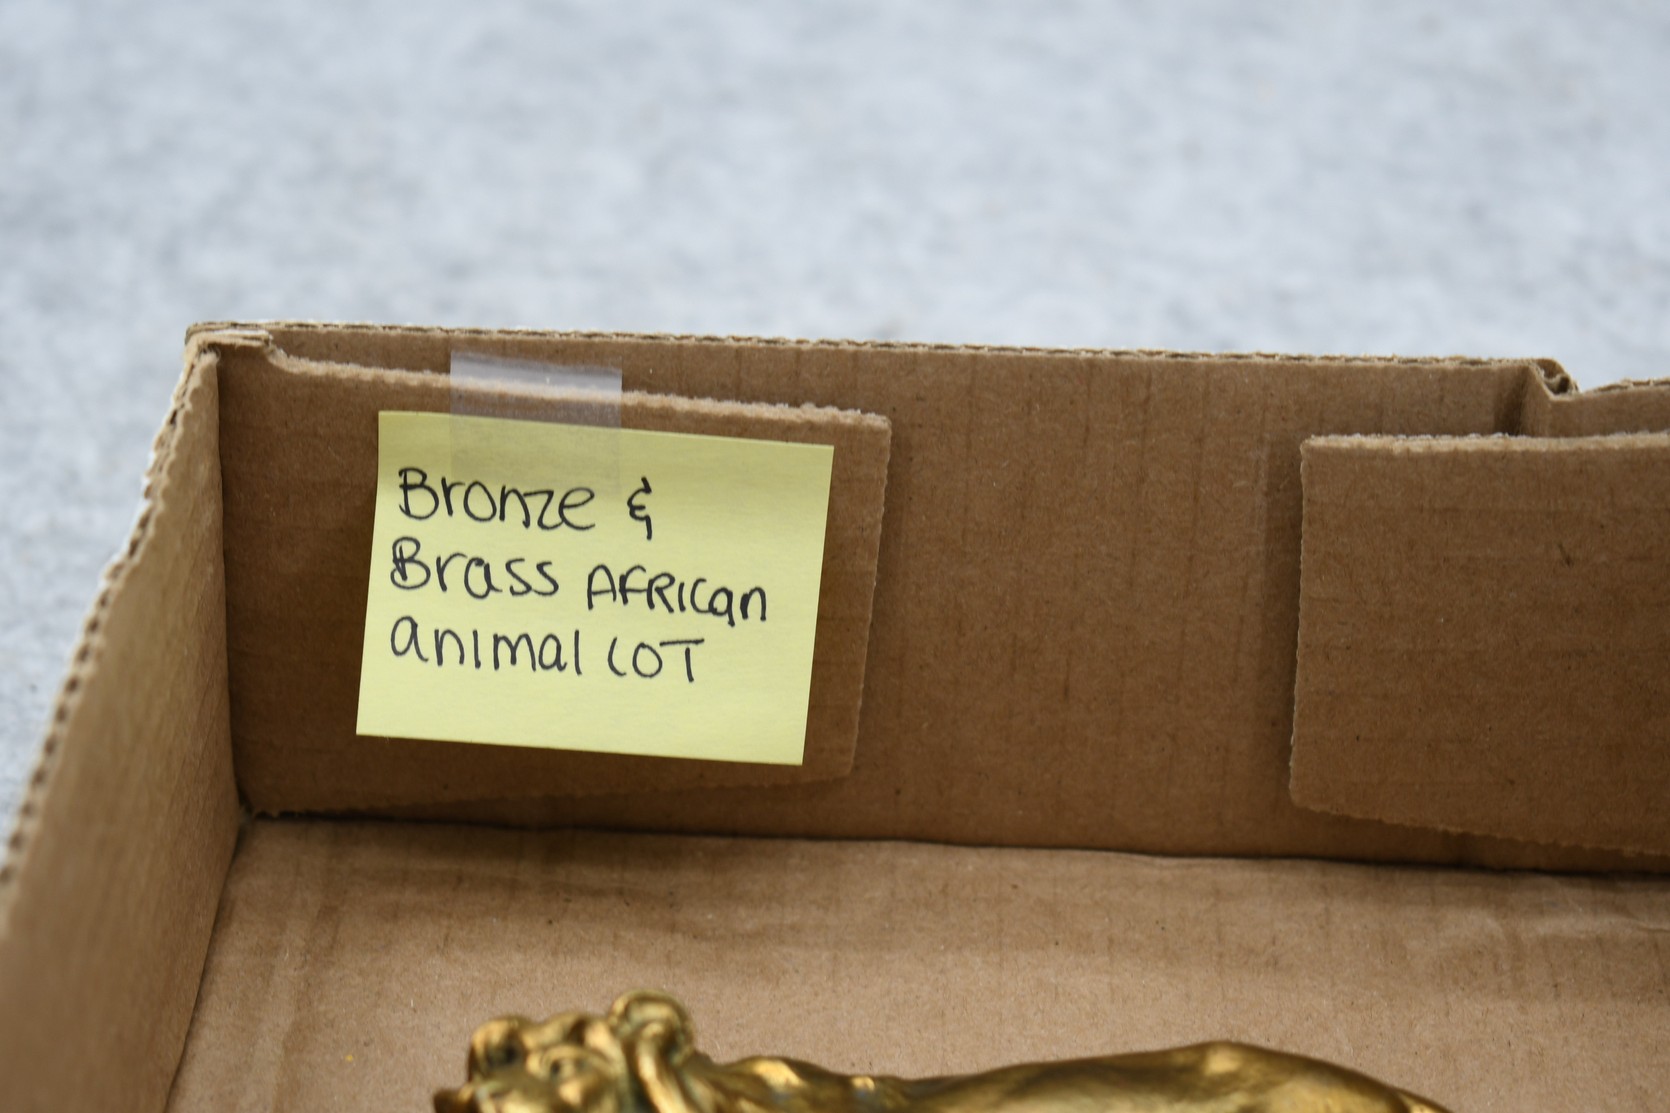 Bronze &
Brass AFRICan
animal LOT